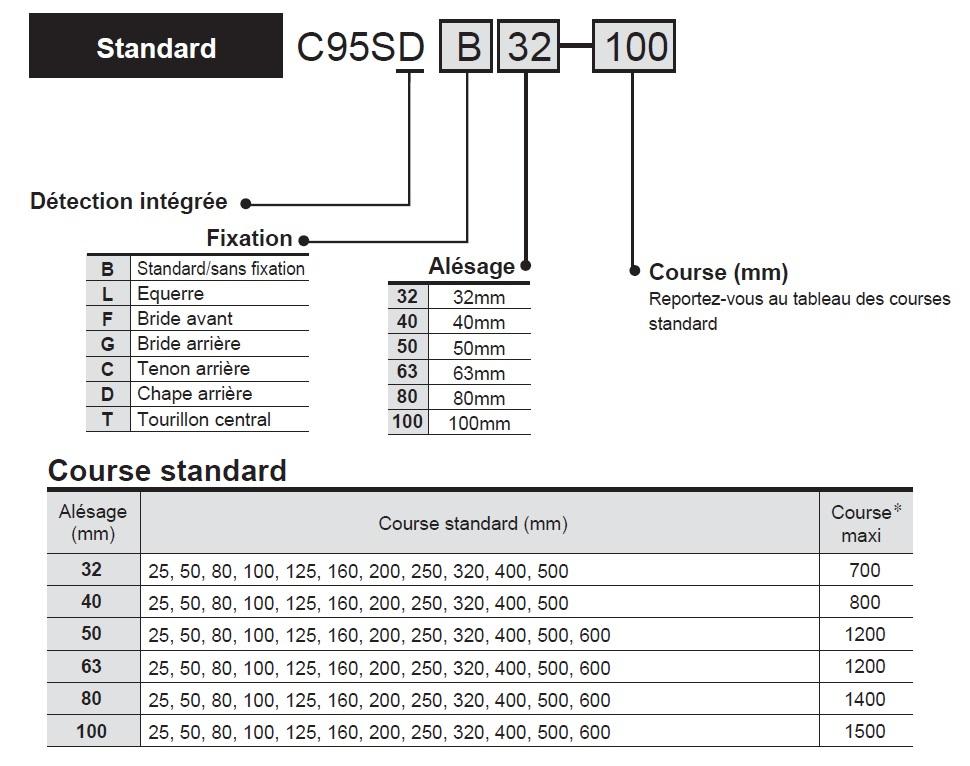 Standard C95SD B 32 — 100
Détection intégrée
Fixation
B Standard/sans fixation
L Equerre
F Bride avant
G Bride arrière
C Tenon arrière
D Chape arrière
T Tourillon central
Alésage
32 32mm
40 40mm
50 50mm
63 63mm
80 80mm
100 100mm
Course (mm)
Reportez-vous au tableau des courses
standard
Course standard
Alésage
(mm)
Course standard (mm)
Course*
maxi
32 25, 50, 80, 100, 125, 160, 200, 250, 320, 400, 500 700
40 25, 50, 80, 100, 125, 160, 200, 250, 320, 400, 500 800
50 25, 50, 80, 100, 125, 160, 200, 250, 320, 400, 500, 600 1200
63 25, 50, 80, 100, 125, 160, 200, 250, 320, 400, 500, 600 1200
80 25, 50, 80, 100, 125, 160, 200, 250, 320, 400, 500, 600 1400
100 25, 50, 80, 100, 125, 160, 200, 250, 320, 400, 500, 600 1500